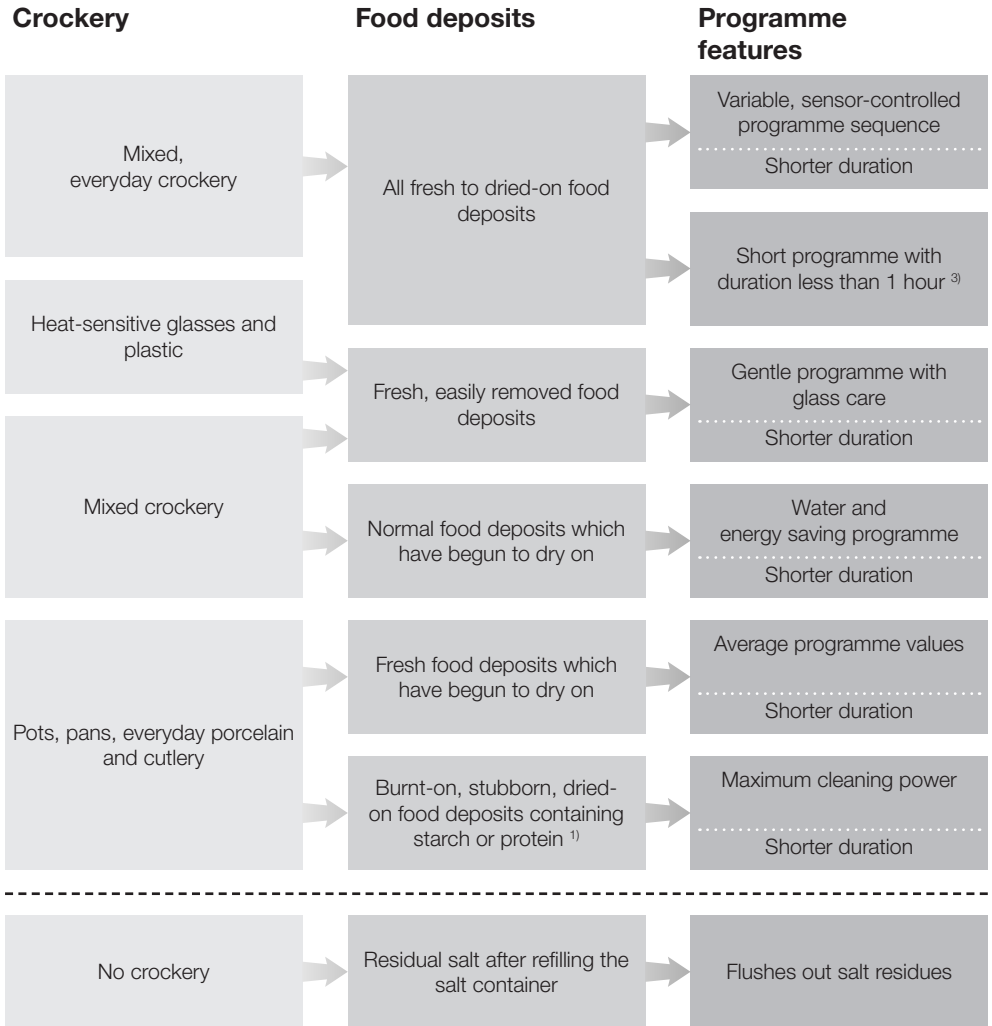 Crockery
Food deposits
Programme
features
Mixed,
everyday crockery
All fresh to dried-on food
deposits
Variable, sensor-controlled
programme sequence
Shorter duration
Short programme with
duration less than 1 hour 3)
Heat-sensitive glasses and
plastic
Fresh, easily removed food
deposits
Gentle programme with
glass care
Shorter duration
Mixed crockery
Normal food deposits which
have begun to dry on
Water and
energy saving programme
Shorter duration
Pots, pans, everyday porcelain
and cutlery
Fresh food deposits which
have begun to dry on
Average programme values
Shorter duration
Burnt-on, stubborn, dried-
on food deposits containing
starch or protein 1)
Maximum cleaning power
Shorter duration
No crockery
Residual salt after refilling the
salt container
Flushes out salt residues